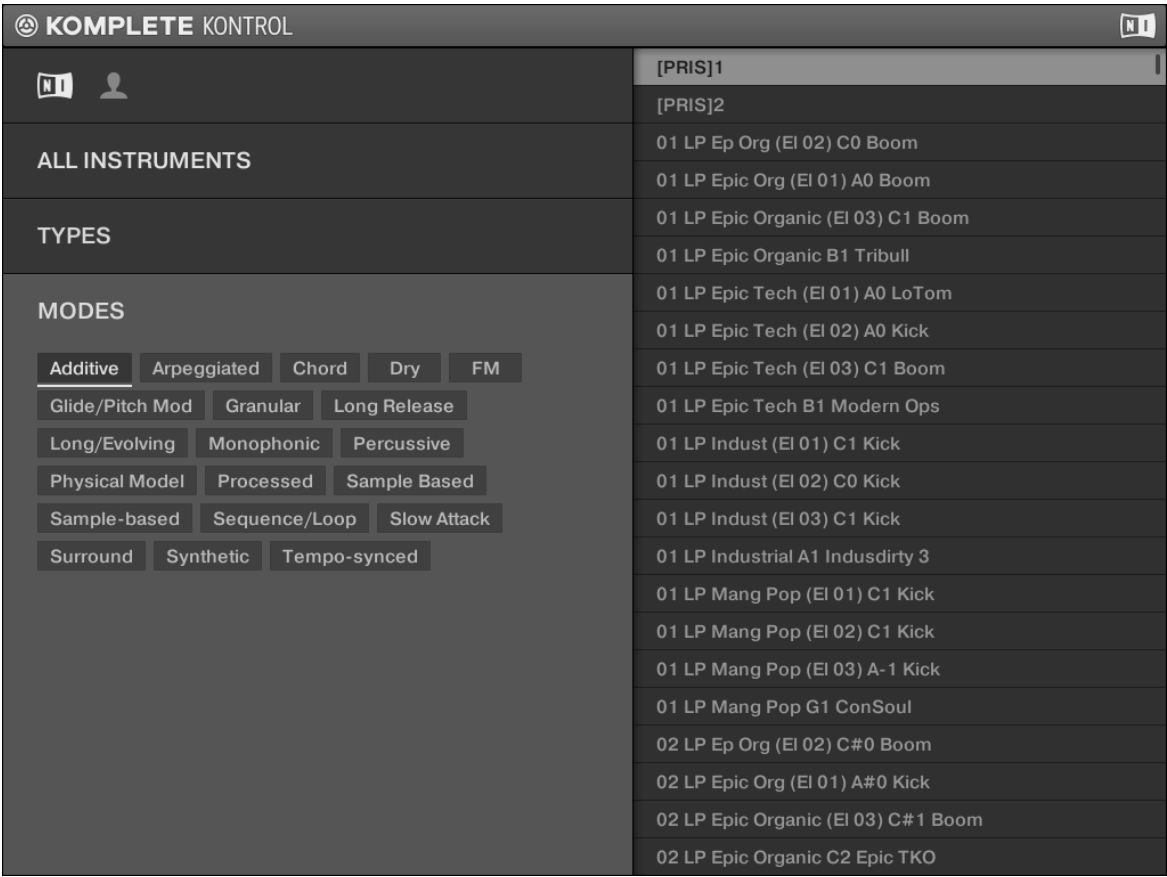 KOMPLETE KONTROL
NI
NI
ALL INSTRUMENTS
TYPES
MODES
Additive Arpeggiated Chord Dry FM
Glide/Pitch Mod Granular Long Release
Long/Evolving Monophonic Percussive
Physical Model Processed Sample Based
Sample-based Sequence/Loop Slow Attack
Surround Synthetic Tempo-synced
[PRIS]1
[PRIS]2
01 LP Ep Org (El 02) C0 Boom
01 LP Epic Org (El 01) A0 Boom
01 LP Epic Organic (El 03) C1 Boom
01 LP Epic Organic B1 Tribull
01 LP Epic Tech (El 01) A0 LoTom
01 LP Epic Tech (El 02) A0 Kick
01 LP Epic Tech (El 03) C1 Boom
01 LP Epic Tech B1 Modern Ops
01 LP Indust (El 01) C1 Kick
01 LP Indust (El 02) C0 Kick
01 LP Indust (El 03) C1 Kick
01 LP Industrial A1 Indusdirty 3
01 LP Mang Pop (El 01) C1 Kick
01 LP Mang Pop (El 02) C1 Kick
01 LP Mang Pop (El 03) A-1 Kick
01 LP Mang Pop G1 ConSoul
02 LP Ep Org (El 02) C#0 Boom
02 LP Epic Org (El 01) A#0 Kick
02 LP Epic Organic (El 03) C#1 Boom
02 LP Epic Organic C2 Epic TKO